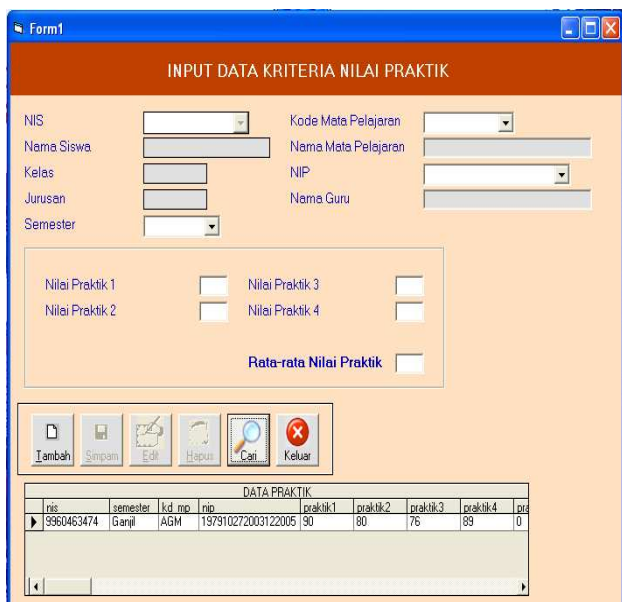 Form1
INPUT DATA KRITERIA NILAI PRAKTIK
NIS Kode Mata Pelajaran
Nama Siswa Nama Mata Pelajaran
Kelas NIP
Jurusan Nama Guru
Semester
Nilai Praktik 1 Nilai Praktik 3
Nilai Praktik 2 Nilai Praktik 4
Rata-rata Nilai Praktik
Tambah Simpam Edit Hapus Cari Keluar
DATA PRAKTIK
nis semester kd_mp nip praktik1 praktik2 praktik3 praktik4 pra
9960463474 Ganjil AGM 197910272003122005 90 80 76 89 0